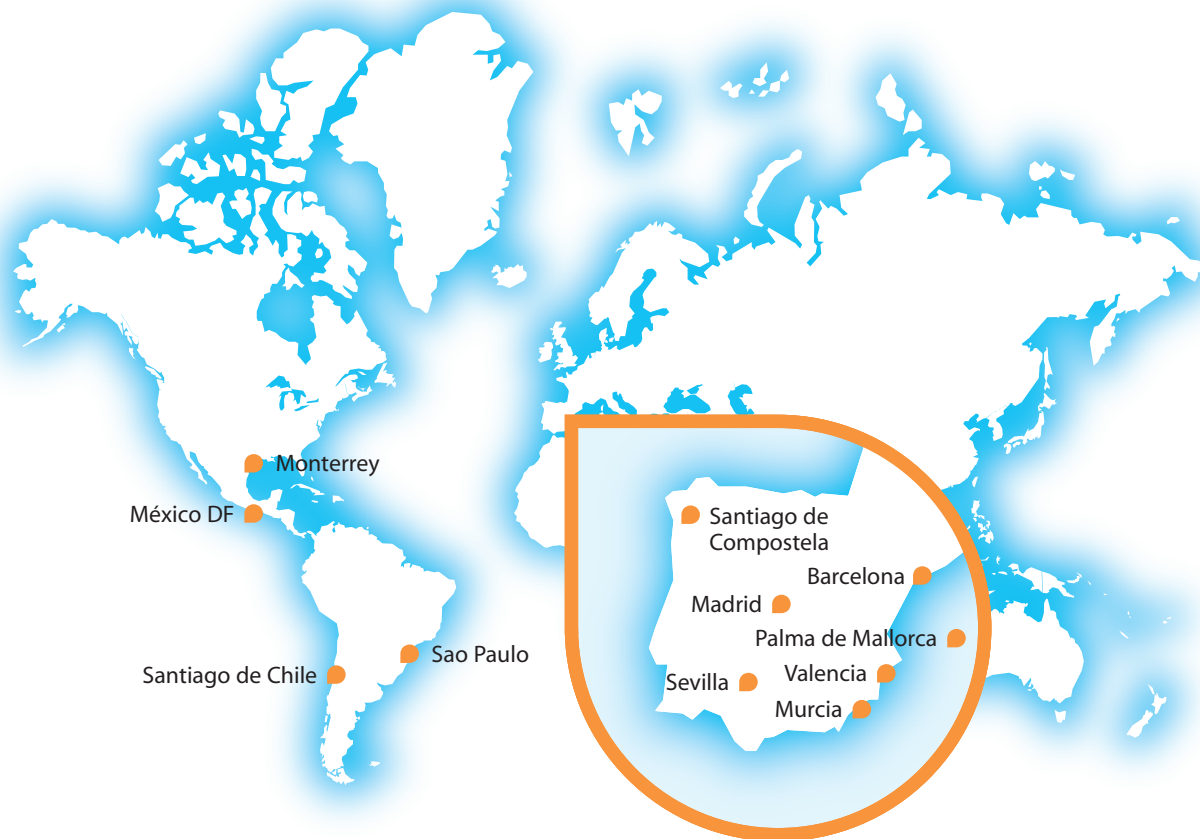 Monterrey
México DF
Santiago de
Compostela
Barcelona
Madrid
Palma de Mallorca
Sao Paulo
Santiago de Chile
Valencia
Sevilla
Murcia